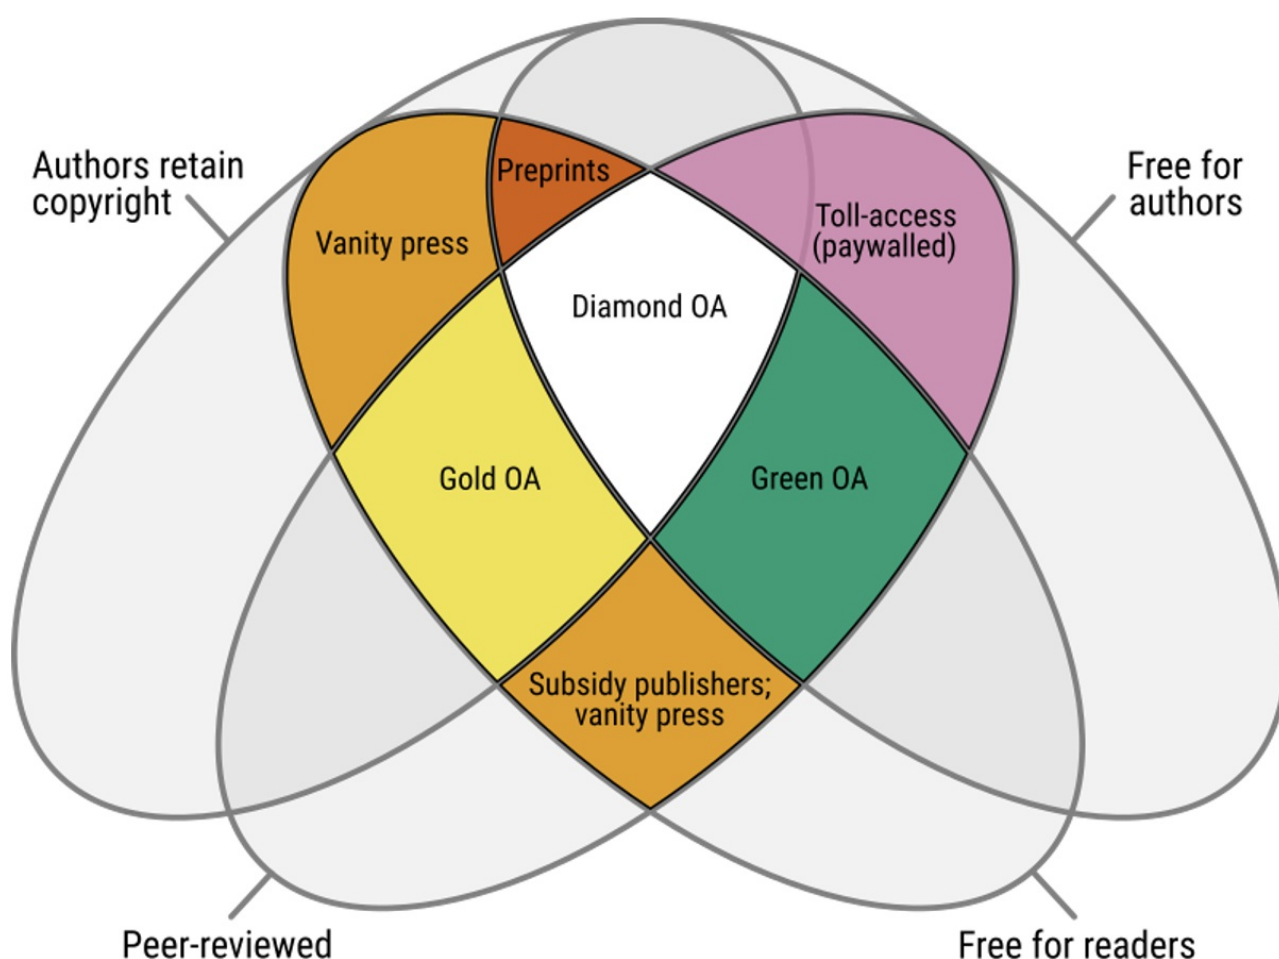 Authors retain
copyright
Free for
authors
Preprints
Vanity press
Toll-access
(paywalled)
Diamond OA
Gold OA
Green OA
Subsidy publishers;
vanity press
Peer-reviewed
Free for readers